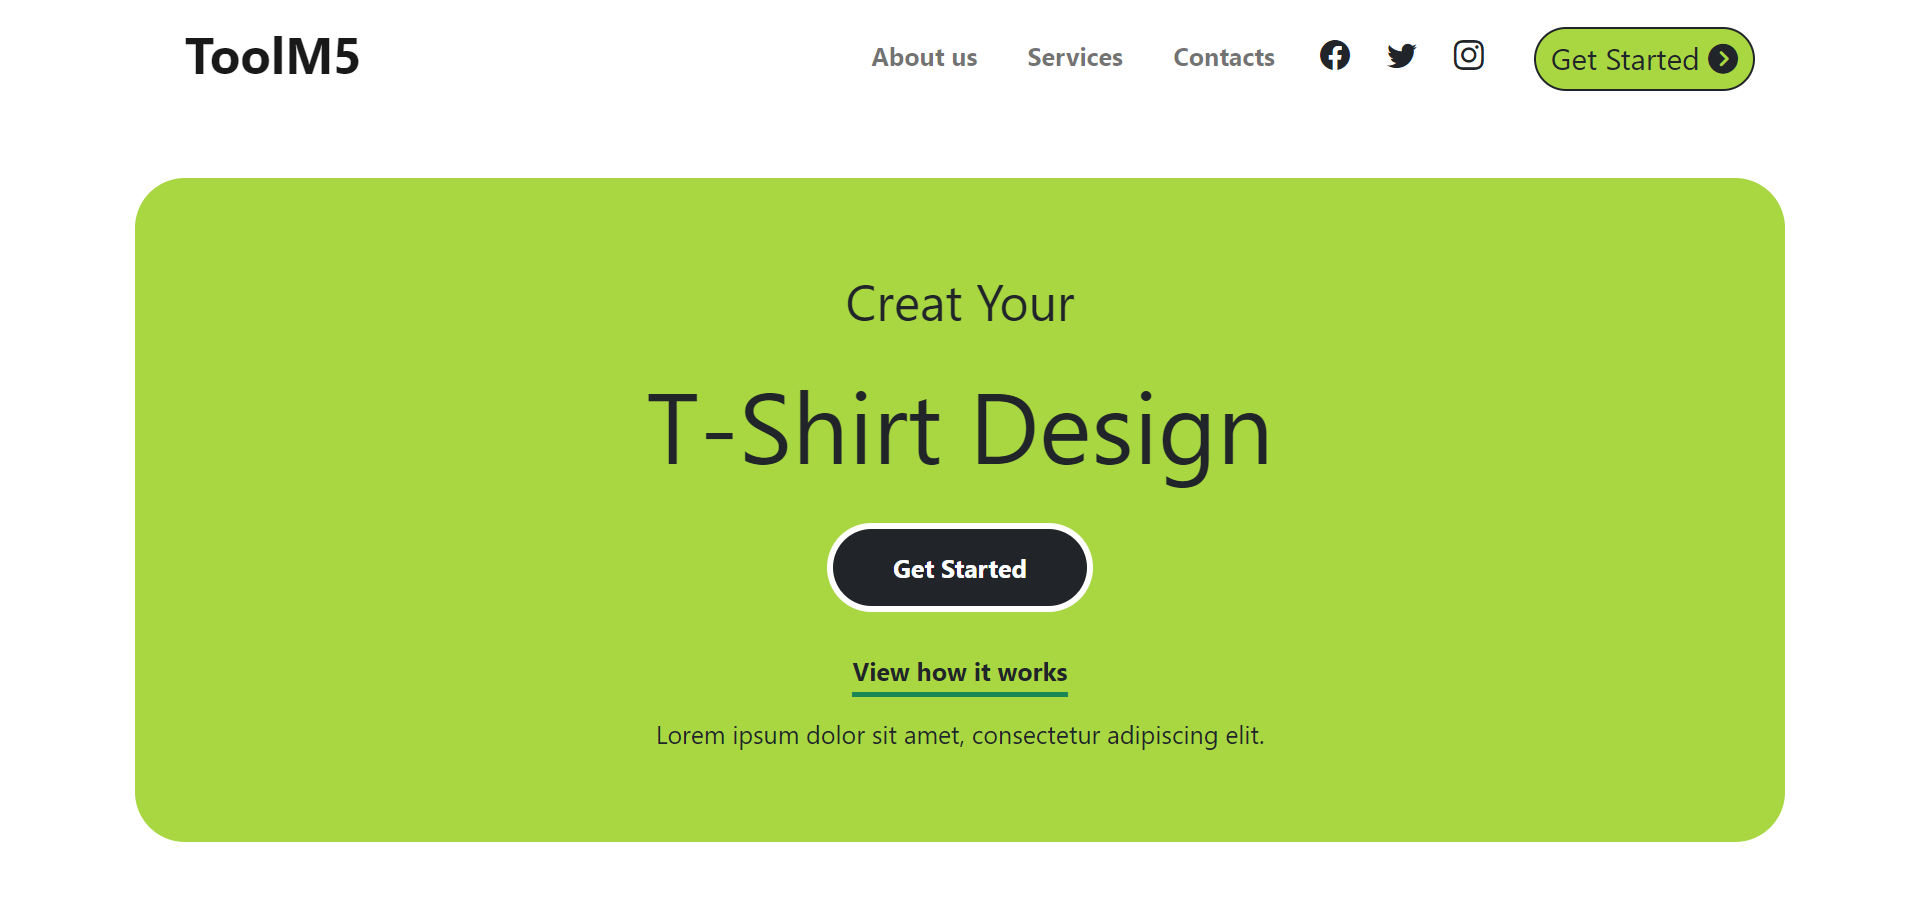 ToolM5
About us Services Contacts Get Started
Creat Your
T-Shirt Design
Get Started
View how it works
Lorem ipsum dolor sit amet, consectetur adipiscing elit.